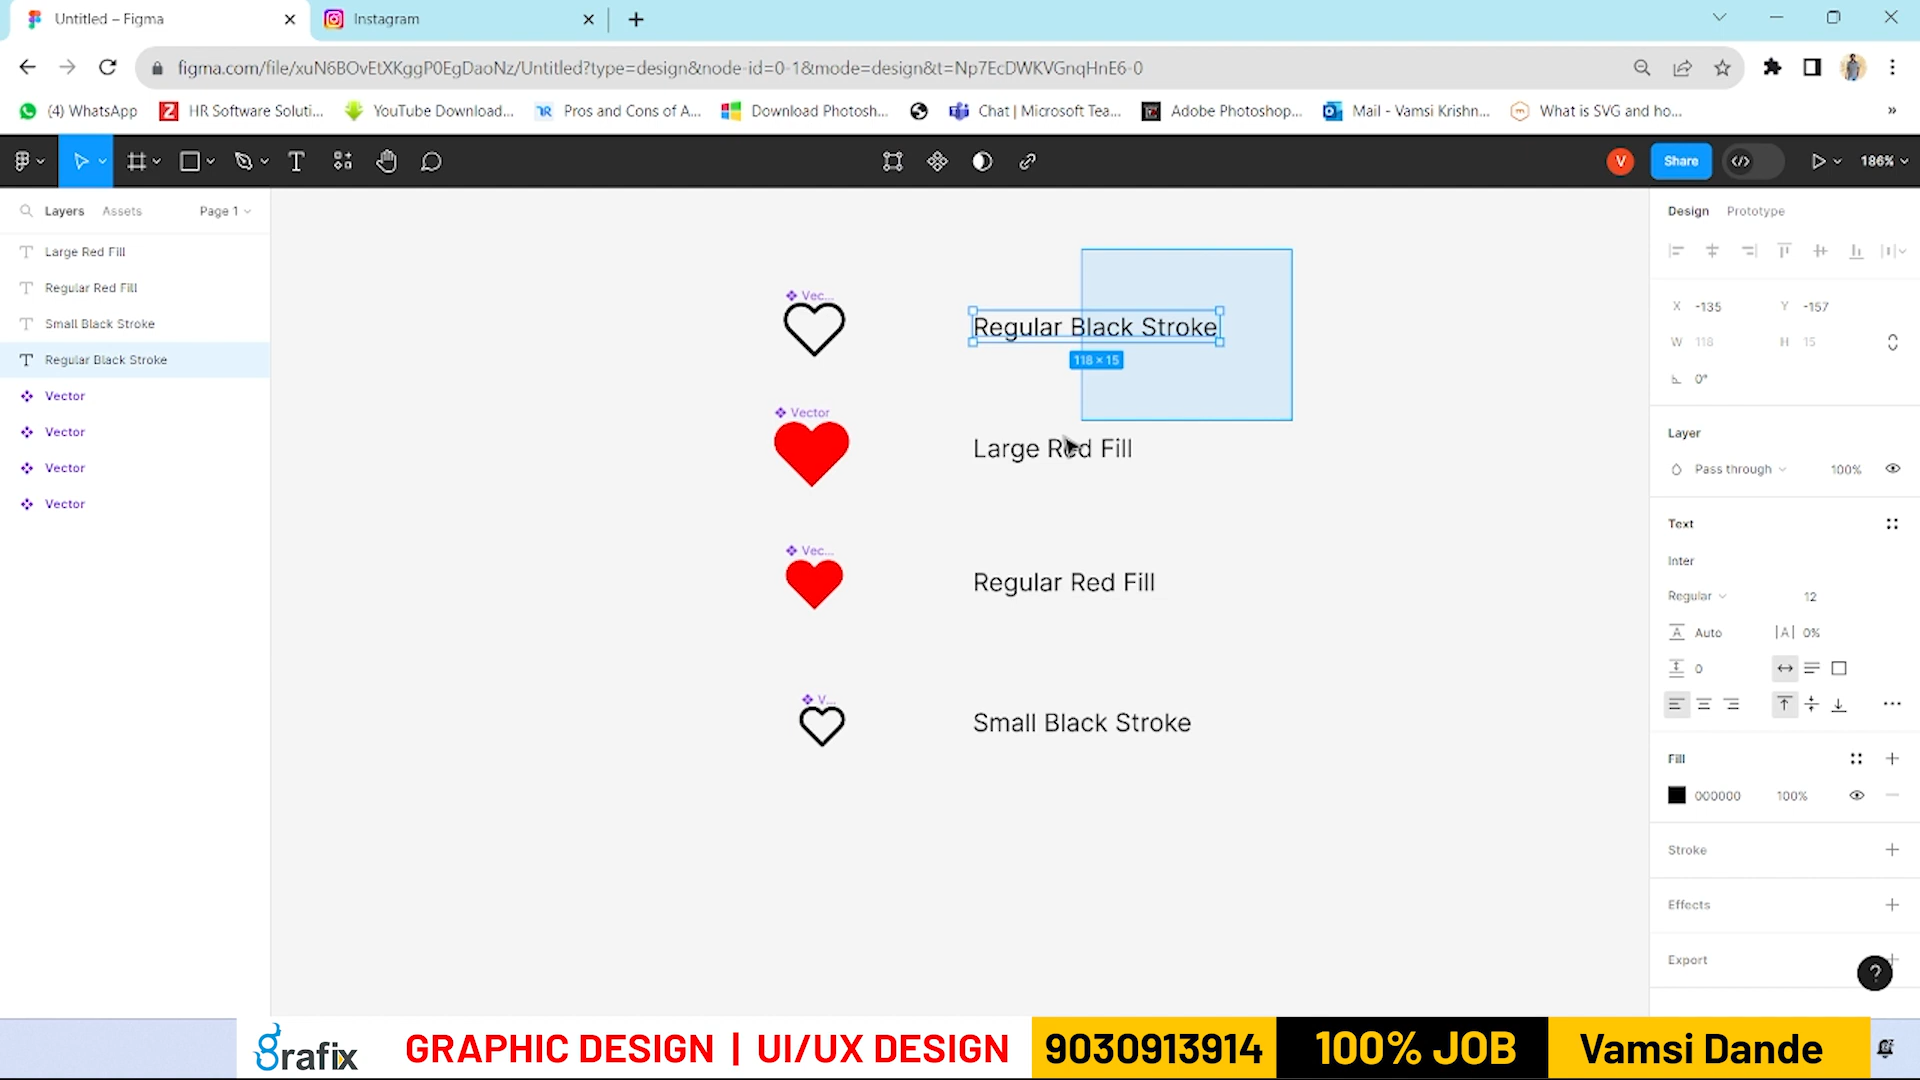 Untitled – Figma
Instagram
figma.com/file/xuN6BOvEtXKggP0EgDaoNz/Untitled?type=design&node-id=0-1&mode=design&t=Np7EcDWKVGnqHnE6-0
(4) WhatsApp
HR Software Soluti...
YouTube Download...
Pros and Cons of A...
Download Photosh...
Chat | Microsoft Tea...
Adobe Photoshop...
Mail - Vamsi Krishn...
What is SVG and ho...
V
Share
186%
Layers
Assets
Page 1
Large Red Fill
Regular Red Fill
Small Black Stroke
Regular Black Stroke
Vector
Vector
Vector
Vector
Vec...
Regular Black Stroke
118 × 15
Vector
Large Red Fill
Vec...
Regular Red Fill
V...
Small Black Stroke
Design
Prototype
X -135
Y -157
W 118
H 15
0°
Layer
Pass through
100%
Text
Inter
Regular
12
Auto
0%
0
Fill
000000
100%
Stroke
Effects
Export
?
grafix
GRAPHIC DESIGN | UI/UX DESIGN
9030913914
100% JOB
Vamsi Dande